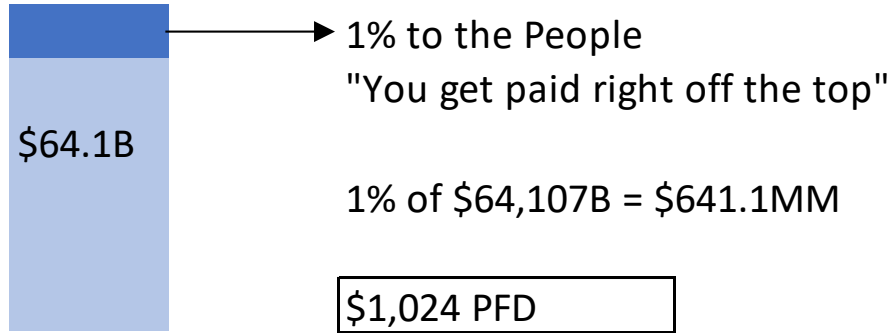 1% to the People
"You get paid right off the top"
$64.1B
1% of $64,107B = $641.1MM
$1,024 PFD